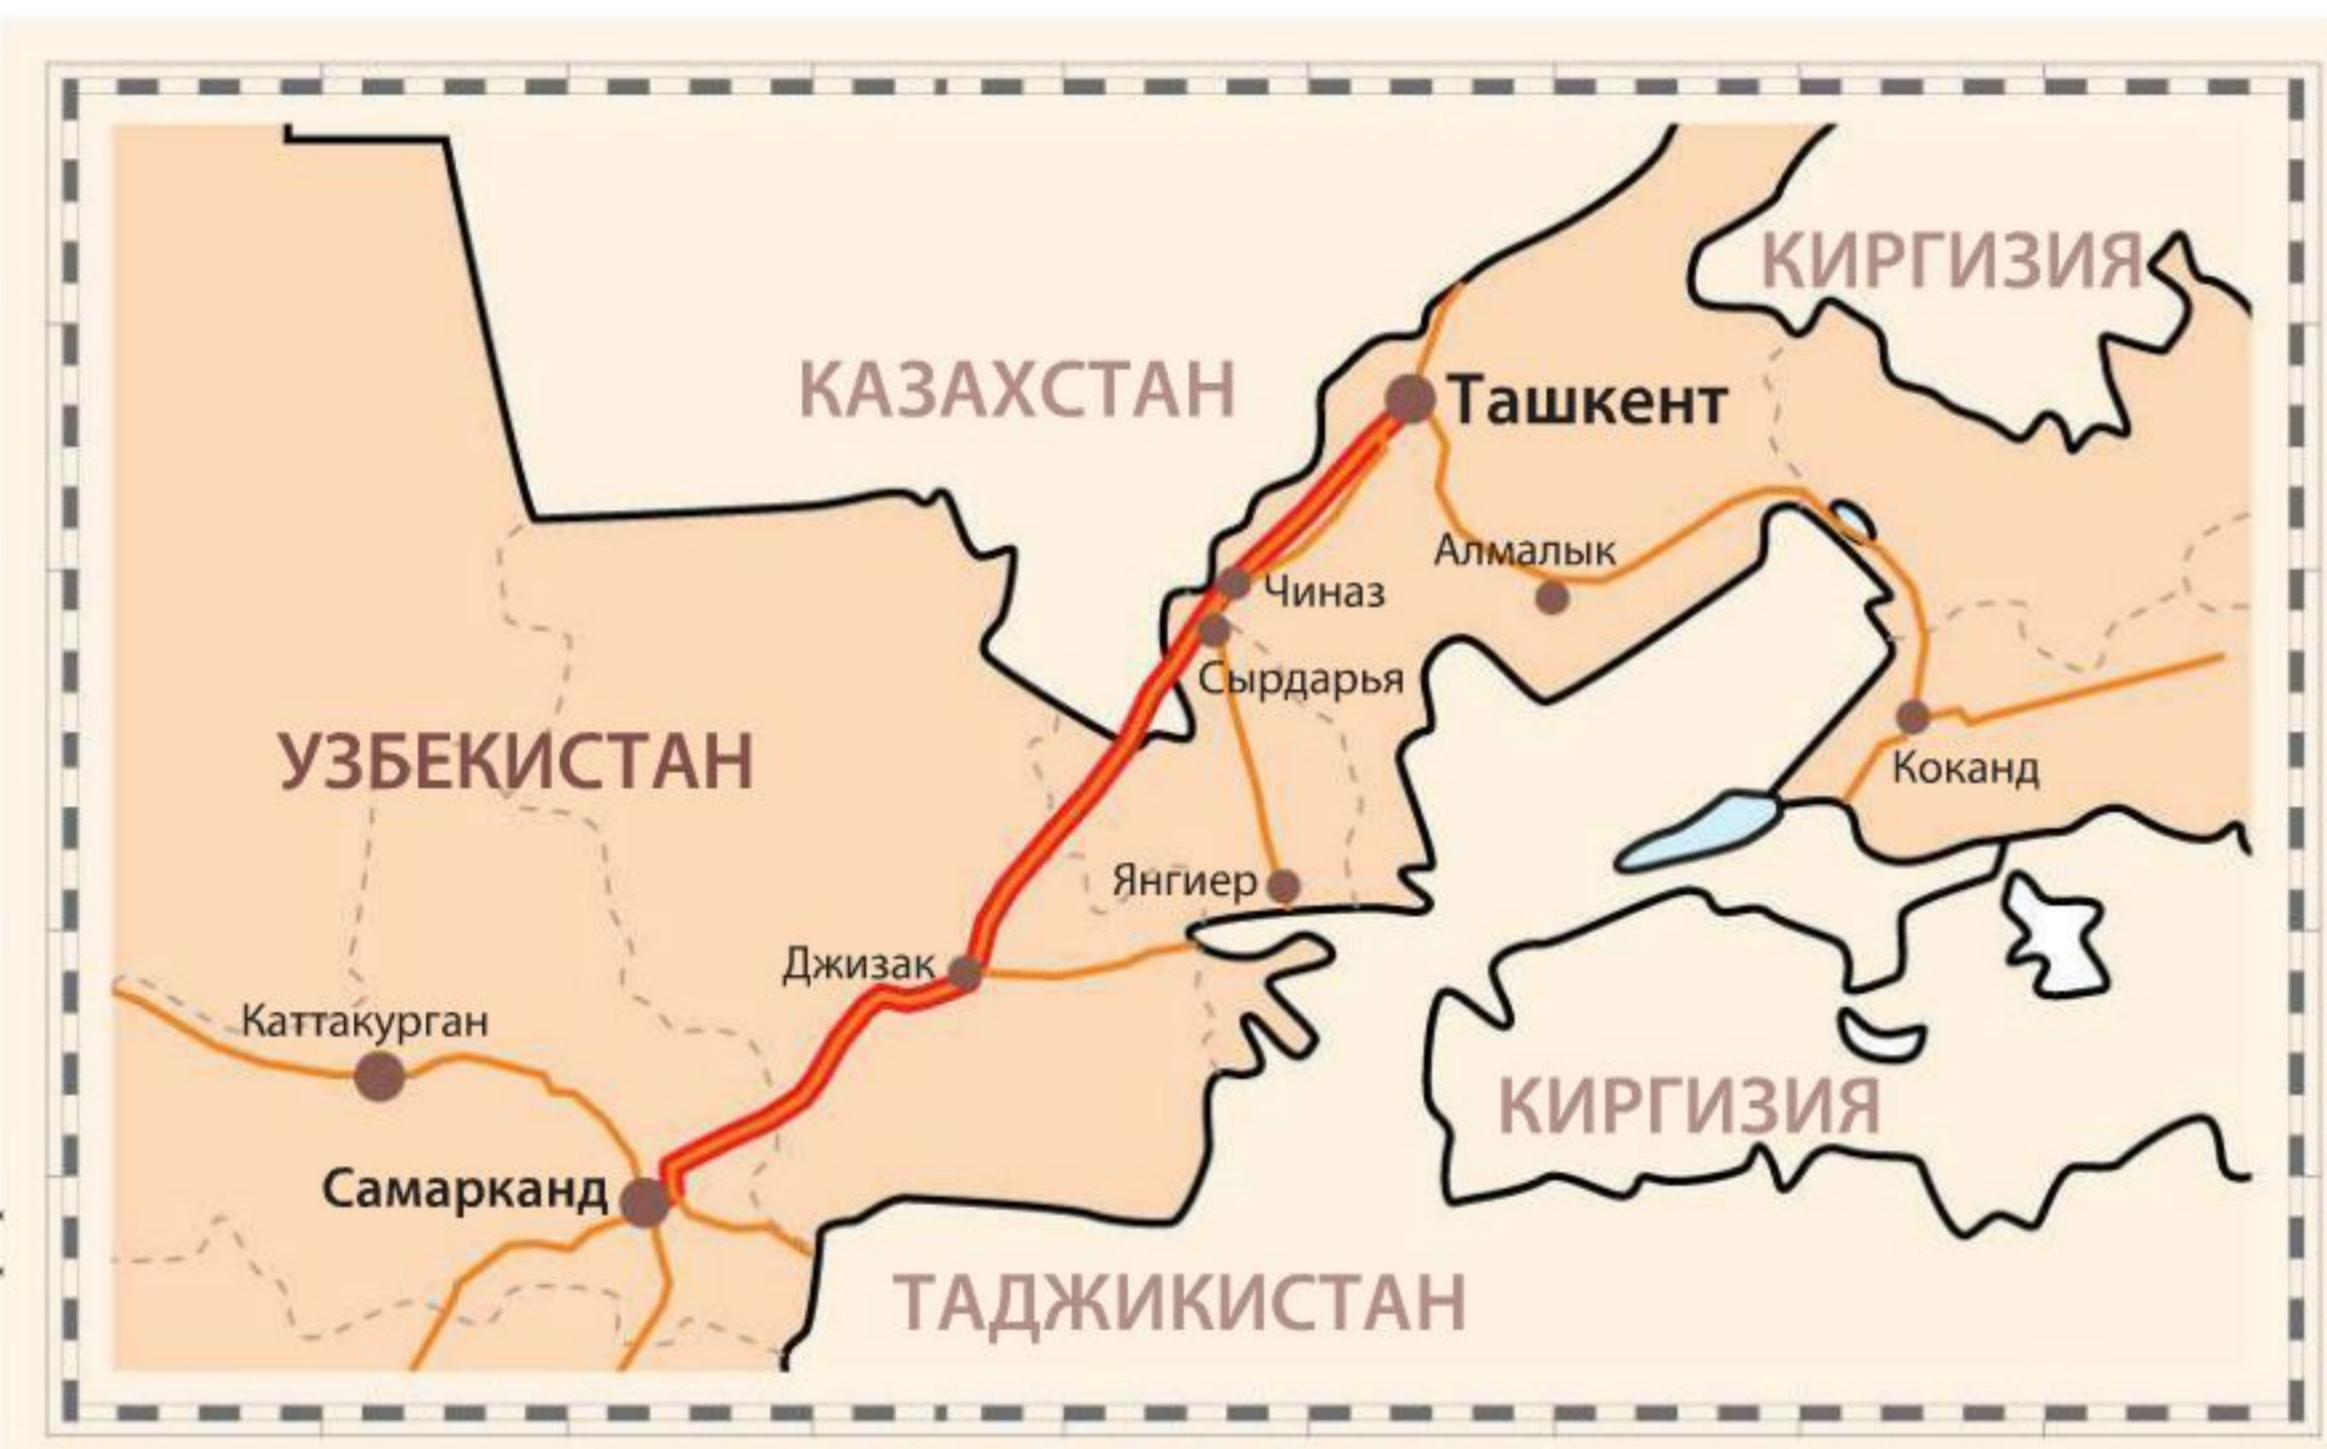 КИРГИЗИЯ
КАЗАХСТАН
Ташкент
Алмалык
Чиназ
Сырдарья
УЗБЕКИСТАН
Коканд
Янгиер
Джизак
Каттакурган
КИРГИЗИЯ
Самарканд
ТАДЖИКИСТАН